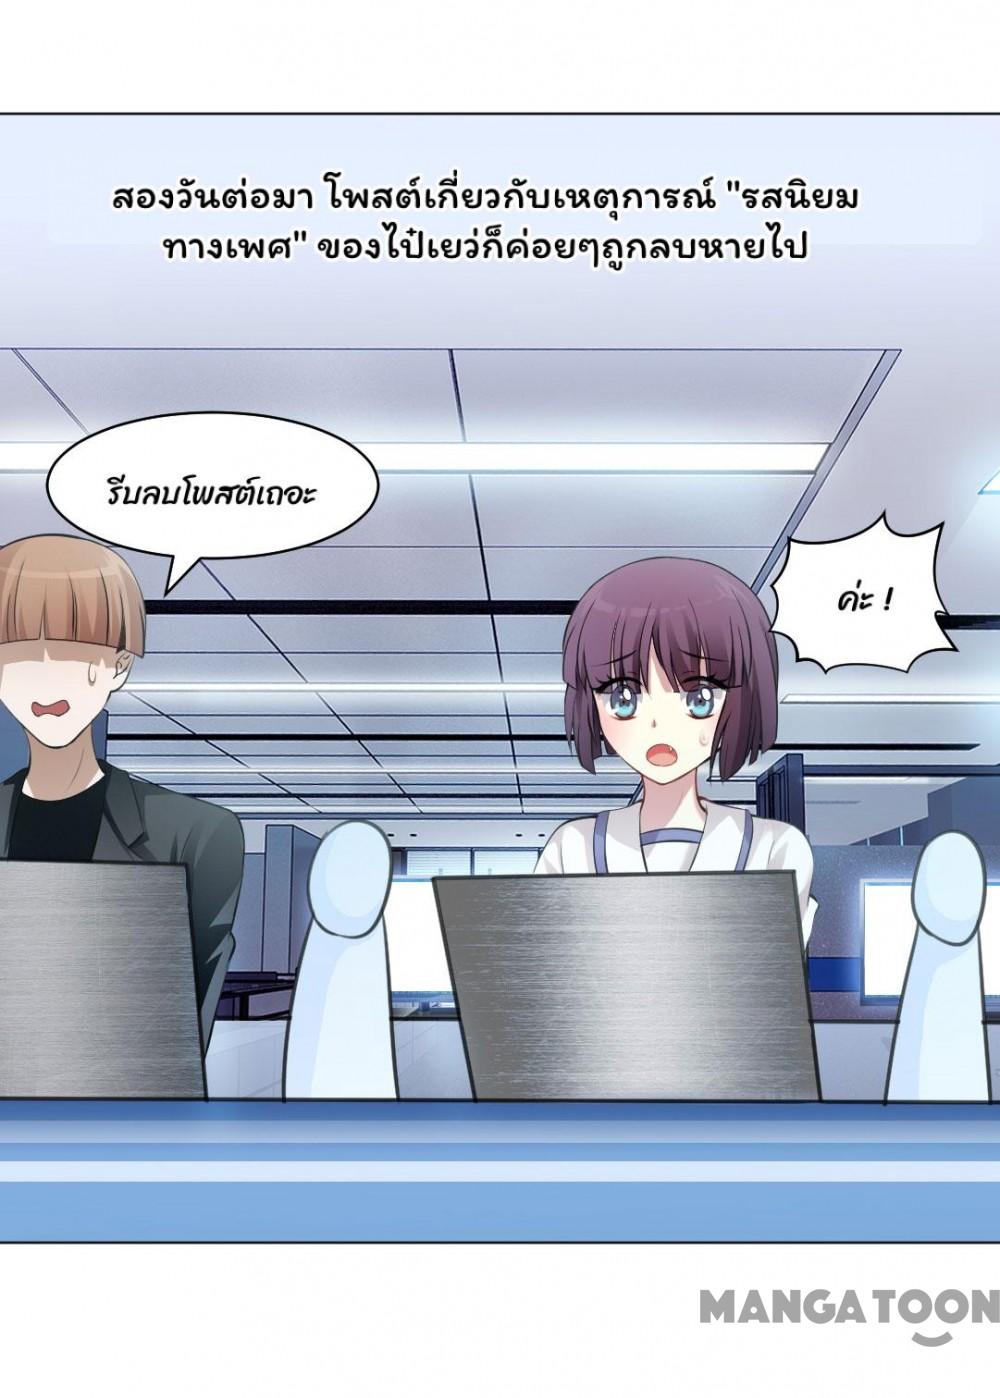 สองวันต่อมา โพสต์เกี่ยวกับเหตุการณ์ "รสนิยม
ทางเพศ" ของไป๋เยว่ก็ค่อยๆถูกลบหายไป
รีบลบโพสต์เถอะ
ค่ะ !
MANGATOON